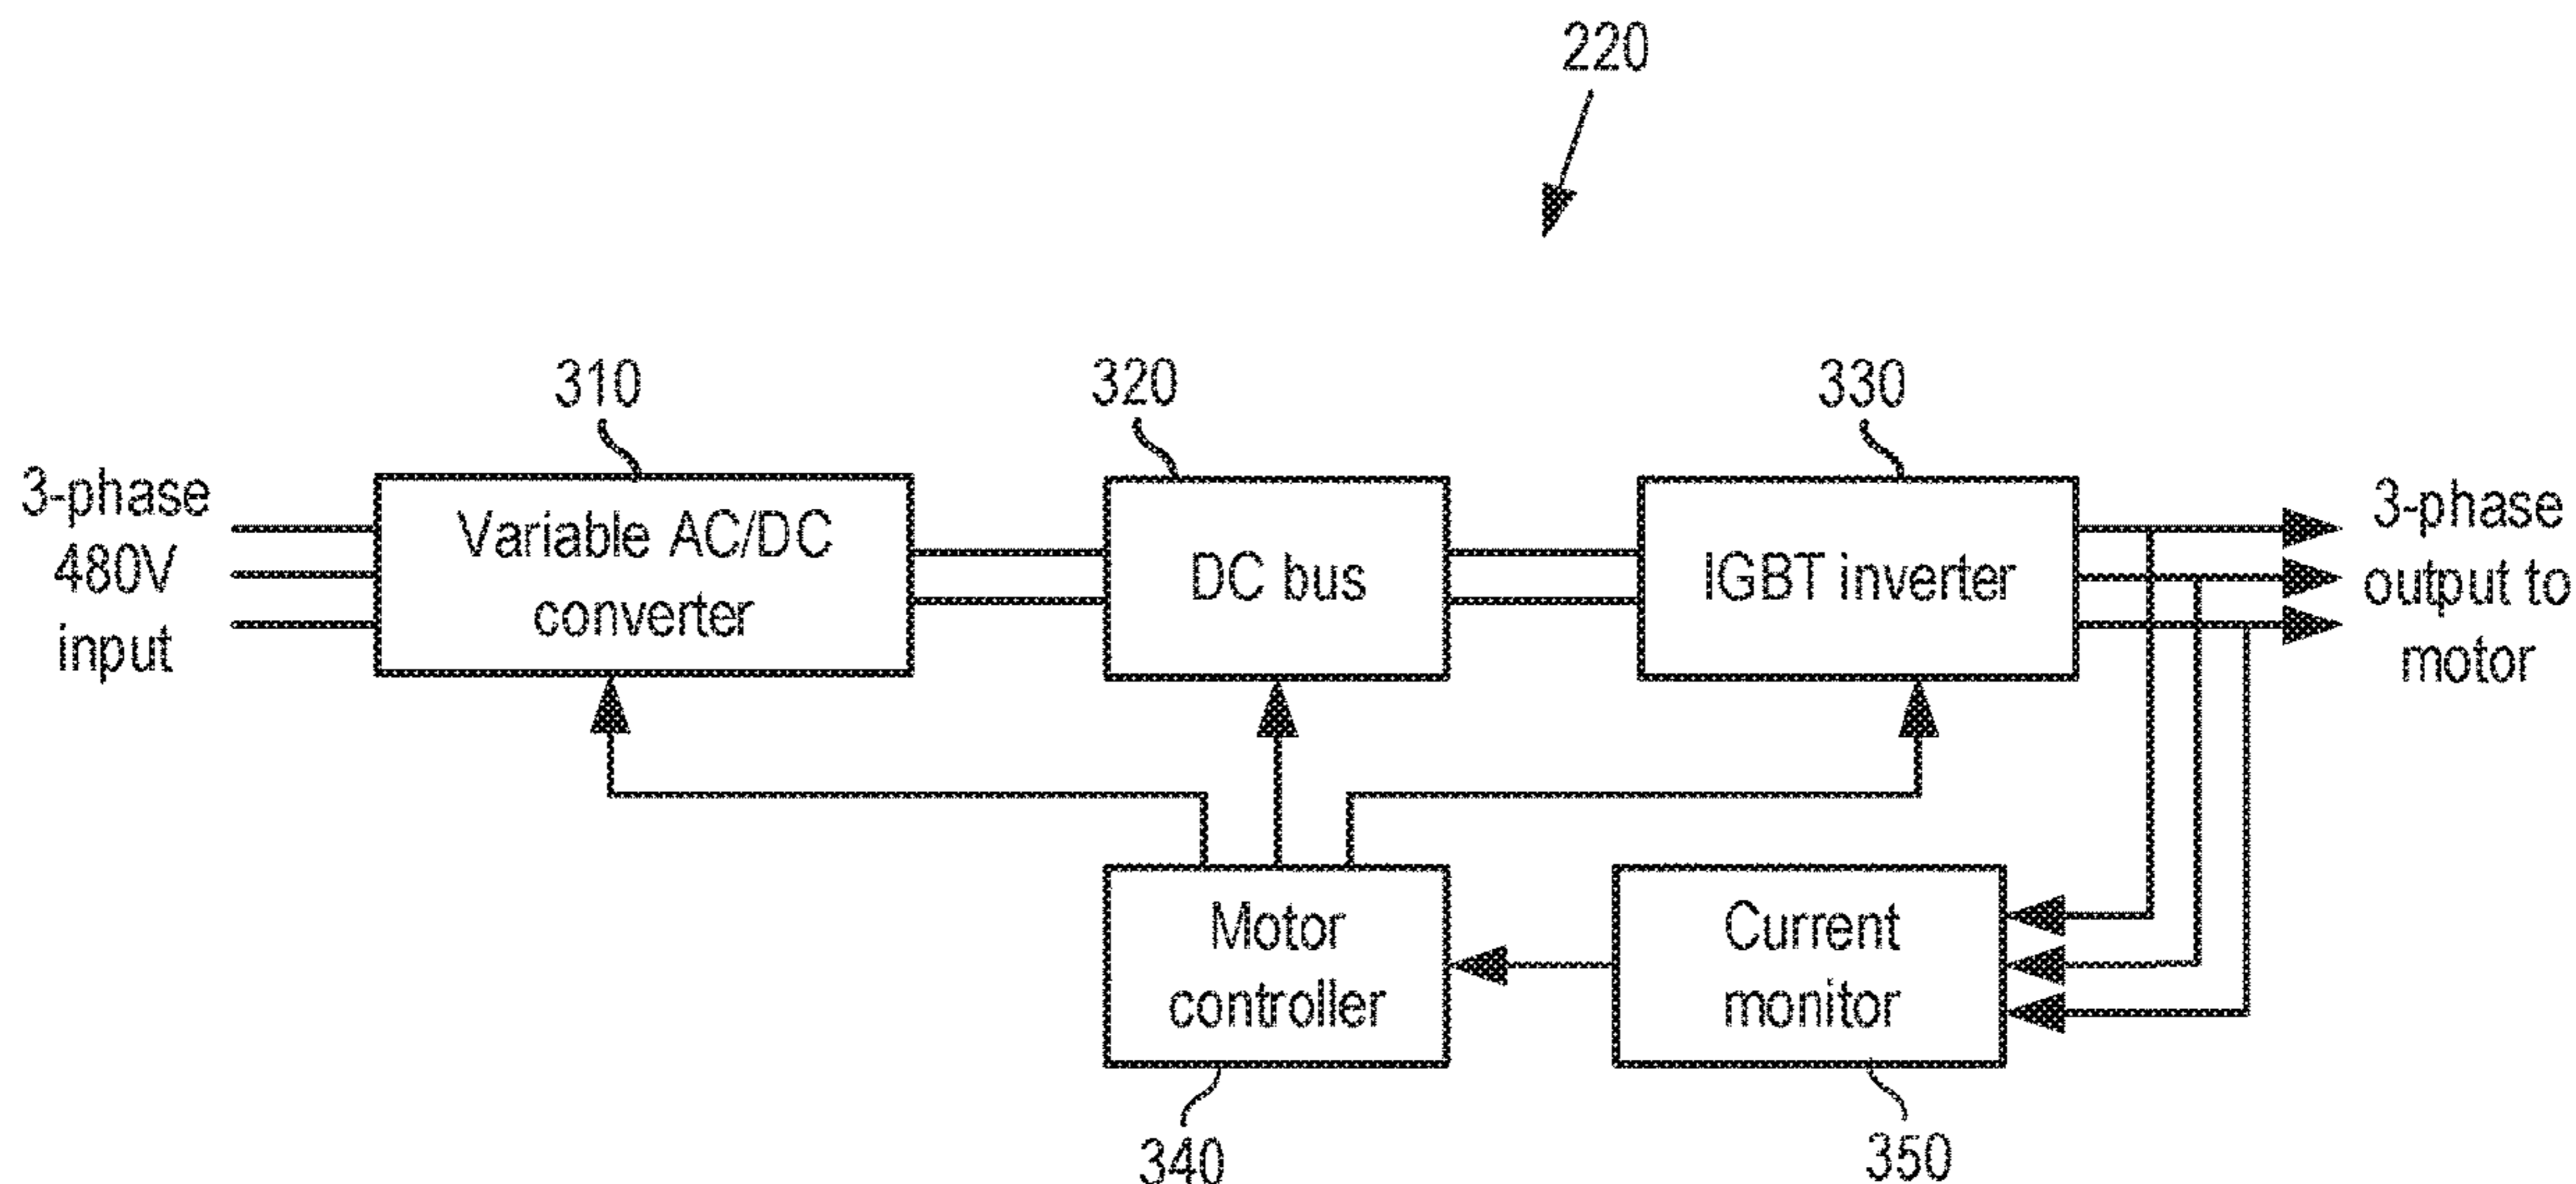 220
310
320
330
3-phase
480V
input
Variable AC/DC
converter
DC bus
IGBT inverter
3-phase
output to
motor
Motor
controller
Current
monitor
340
350